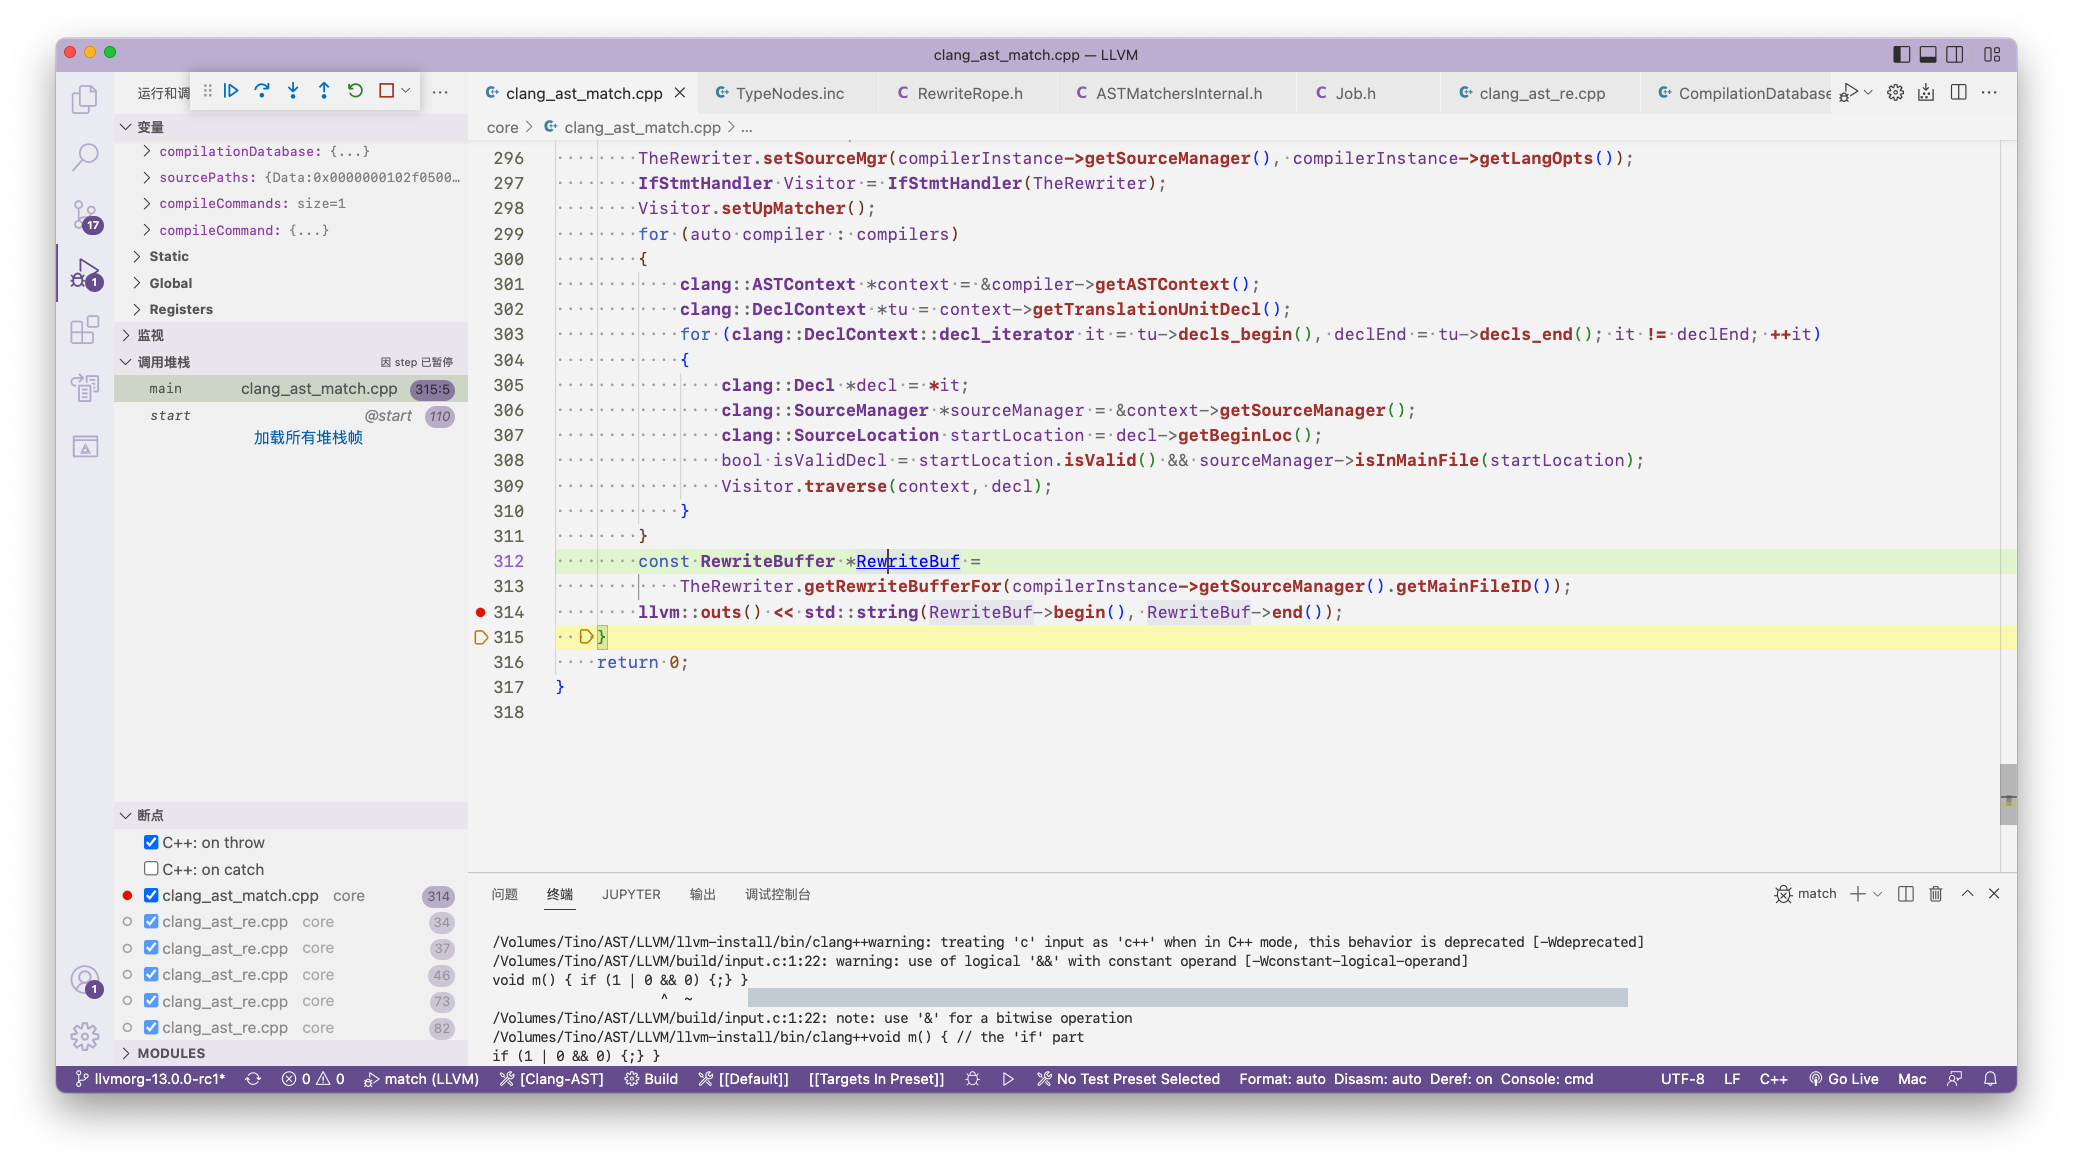 clang_ast_match.cpp — LLVM
运行和调
clang_ast_match.cpp
TypeNodes.inc
RewriteRope.h
ASTMatchersInternal.h
Job.h
clang_ast_re.cpp
CompilationDatabase
core > clang_ast_match.cpp > ...
变量
compilationDatabase: {...}
sourcePaths: {Data:0x0000000102f0500…
compileCommands: size=1
compileCommand: {...}
Static
Global
Registers
监视
调用堆栈 因 step 已暂停
main clang_ast_match.cpp 315:5
start @start 110
加载所有堆栈帧
17
1
1
断点
C++: on throw
C++: on catch
clang_ast_match.cpp core 314
clang_ast_re.cpp core 34
clang_ast_re.cpp core 37
clang_ast_re.cpp core 46
clang_ast_re.cpp core 73
clang_ast_re.cpp core 82
MODULES
296 TheRewriter.setSourceMgr(compilerInstance->getSourceManager(), compilerInstance->getLangOpts());
297 IfStmtHandler Visitor = IfStmtHandler(TheRewriter);
298 Visitor.setUpMatcher();
299 for (auto compiler : compilers)
300 {
301 clang::ASTContext *context = &compiler->getASTContext();
302 clang::DeclContext *tu = context->getTranslationUnitDecl();
303 for (clang::DeclContext::decl_iterator it = tu->decls_begin(), declEnd = tu->decls_end(); it != declEnd; ++it)
304 {
305 clang::Decl *decl = *it;
306 clang::SourceManager *sourceManager = &context->getSourceManager();
307 clang::SourceLocation startLocation = decl->getBeginLoc();
308 bool isValidDecl = startLocation.isValid() && sourceManager->isInMainFile(startLocation);
309 Visitor.traverse(context, decl);
310 }
311 }
312 const RewriteBuffer *RewriteBuf =
313 TheRewriter.getRewriteBufferFor(compilerInstance->getSourceManager().getMainFileID());
314 llvm::outs() << std::string(RewriteBuf->begin(), RewriteBuf->end());
315 }
316 return 0;
317 }
318
问题 终端 JUPYTER 输出 调试控制台
match
/Volumes/Tino/AST/LLVM/llvm-install/bin/clang++warning: treating 'c' input as 'c++' when in C++ mode, this behavior is deprecated [-Wdeprecated]
/Volumes/Tino/AST/LLVM/build/input.c:1:22: warning: use of logical '&&' with constant operand [-Wconstant-logical-operand]
void m() { if (1 | 0 && 0) {;} }
^ ~
/Volumes/Tino/AST/LLVM/build/input.c:1:22: note: use '&' for a bitwise operation
/Volumes/Tino/AST/LLVM/llvm-install/bin/clang++void m() { // the 'if' part
if (1 | 0 && 0) {;} }
llvmorg-13.0.0-rc1* 0 0 match (LLVM) [Clang-AST] Build [[Default]] [[Targets In Preset]] No Test Preset Selected Format: auto Disasm: auto Deref: on Console: cmd UTF-8 LF C++ Go Live Mac